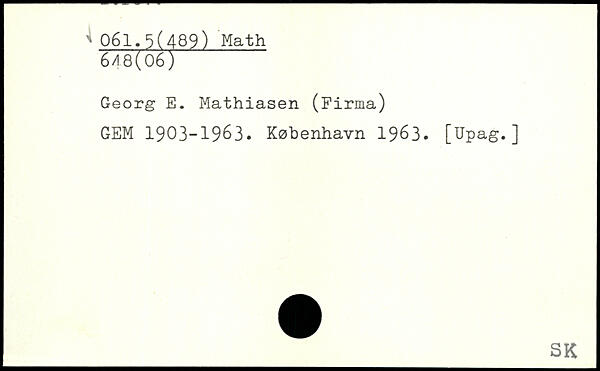 061.5(489) Math
648(06)
Georg E. Mathiasen (Firma)
GEM 1903-1963. København 1963. [Upag.]
SK